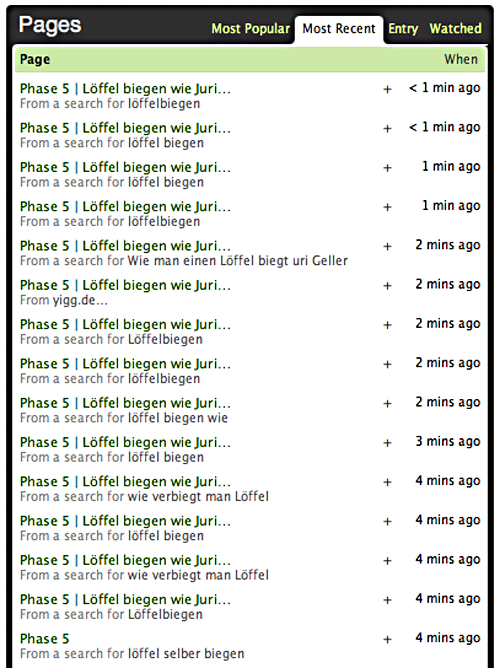 Pages
Most Popular Most Recent Entry Watched
Page When
Phase 5 | Löffel biegen wie Juri... + < 1 min ago
From a search for löffelbiegen
Phase 5 | Löffel biegen wie Juri... + < 1 min ago
From a search for löffel biegen
Phase 5 | Löffel biegen wie Juri... + 1 min ago
From a search for löffel biegen
Phase 5 | Löffel biegen wie Juri... + 1 min ago
From a search for löffelbiegen
Phase 5 | Löffel biegen wie Juri... + 2 mins ago
From a search for Wie man einen Löffel biegt uri Geller
Phase 5 | Löffel biegen wie Juri... + 2 mins ago
From yigg.de...
Phase 5 | Löffel biegen wie Juri... + 2 mins ago
From a search for Löffelbiegen
Phase 5 | Löffel biegen wie Juri... + 2 mins ago
From a search for löffelbiegen
Phase 5 | Löffel biegen wie Juri... + 2 mins ago
From a search for löffel biegen wie
Phase 5 | Löffel biegen wie Juri... + 3 mins ago
From a search for löffel biegen
Phase 5 | Löffel biegen wie Juri... + 4 mins ago
From a search for wie verbiegt man Löffel
Phase 5 | Löffel biegen wie Juri... + 4 mins ago
From a search for löffel biegen
Phase 5 | Löffel biegen wie Juri... + 4 mins ago
From a search for wie verbiegt man Löffel
Phase 5 | Löffel biegen wie Juri... + 4 mins ago
From a search for Löffelbiegen
Phase 5 + 4 mins ago
From a search for löffel selber biegen